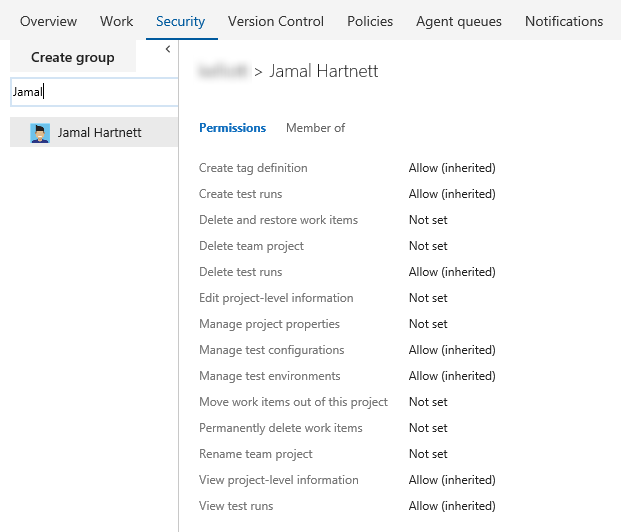 Overview Work Security Version Control Policies Agent queues Notifications
Create group
Jamal
Jamal Hartnett
> Jamal Hartnett
Permissions Member of
Create tag definition Allow (inherited)
Create test runs Allow (inherited)
Delete and restore work items Not set
Delete team project Not set
Delete test runs Allow (inherited)
Edit project-level information Not set
Manage project properties Not set
Manage test configurations Allow (inherited)
Manage test environments Allow (inherited)
Move work items out of this project Not set
Permanently delete work items Not set
Rename team project Not set
View project-level information Allow (inherited)
View test runs Allow (inherited)